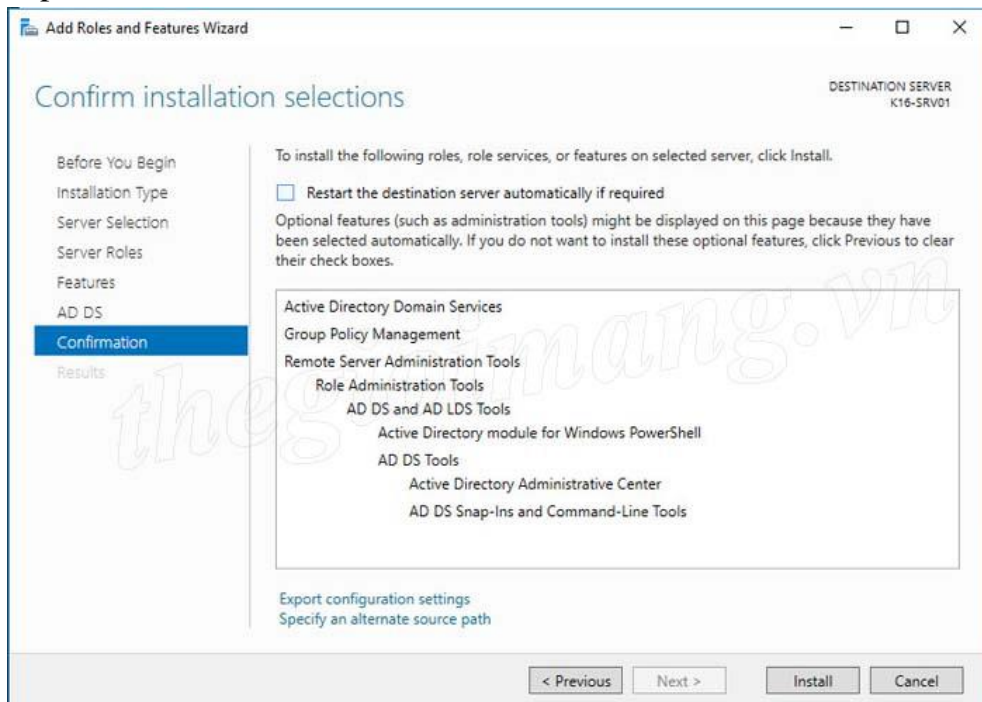 Add Roles and Features Wizard
Confirm installation selections
DESTINATION SERVER
K16-SRV01
Before You Begin
Installation Type
Server Selection
Server Roles
Features
AD DS
Confirmation
Results
To install the following roles, role services, or features on selected server, click Install.
Restart the destination server automatically if required
Optional features (such as administration tools) might be displayed on this page because they have
been selected automatically. If you do not want to install these optional features, click Previous to clear
their check boxes.
Active Directory Domain Services
Group Policy Management
Remote Server Administration Tools
Role Administration Tools
AD DS and AD LDS Tools
Active Directory module for Windows PowerShell
AD DS Tools
Active Directory Administrative Center
AD DS Snap-Ins and Command-Line Tools
Export configuration settings
Specify an alternate source path
< Previous
Next >
Install
Cancel
thegioimang.vn